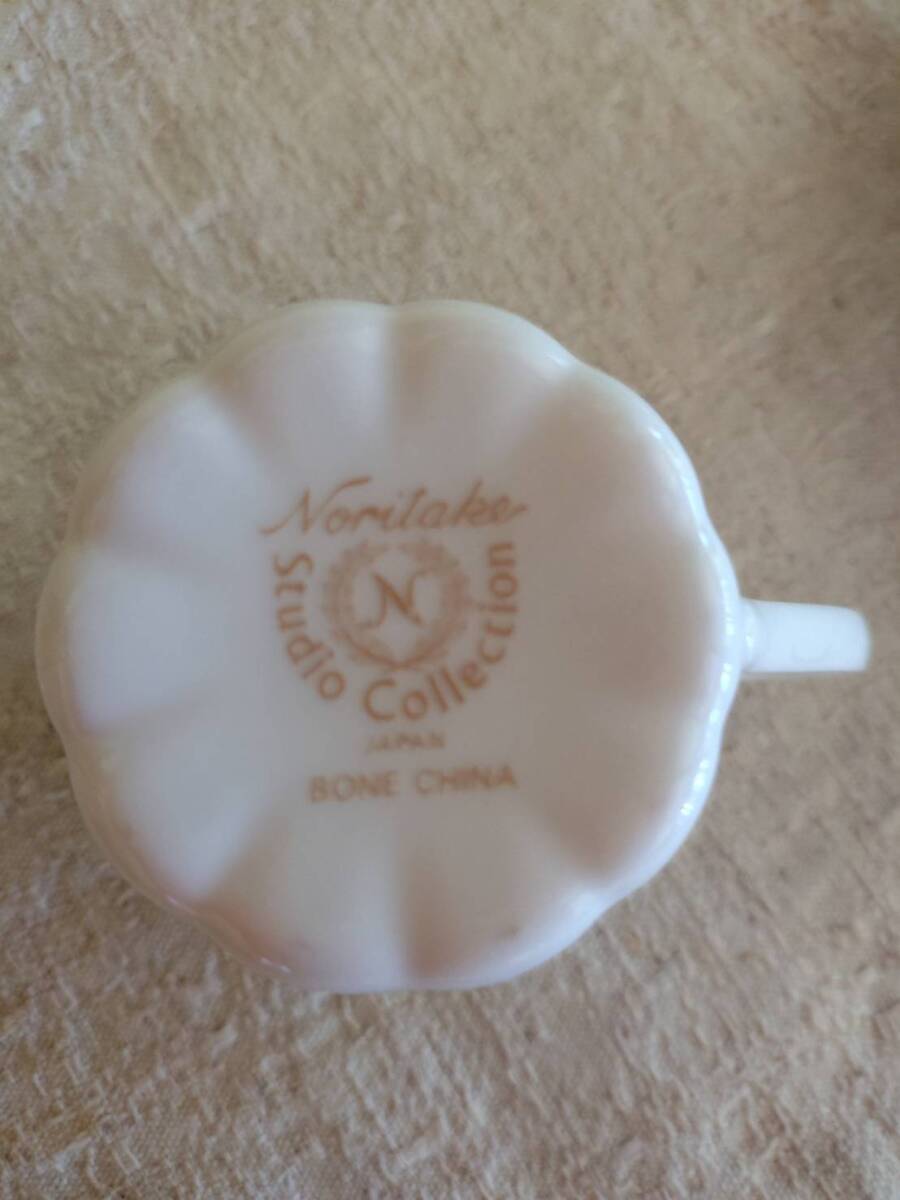 Noritake
N
Studio Collection
JAPAN
BONE CHINA